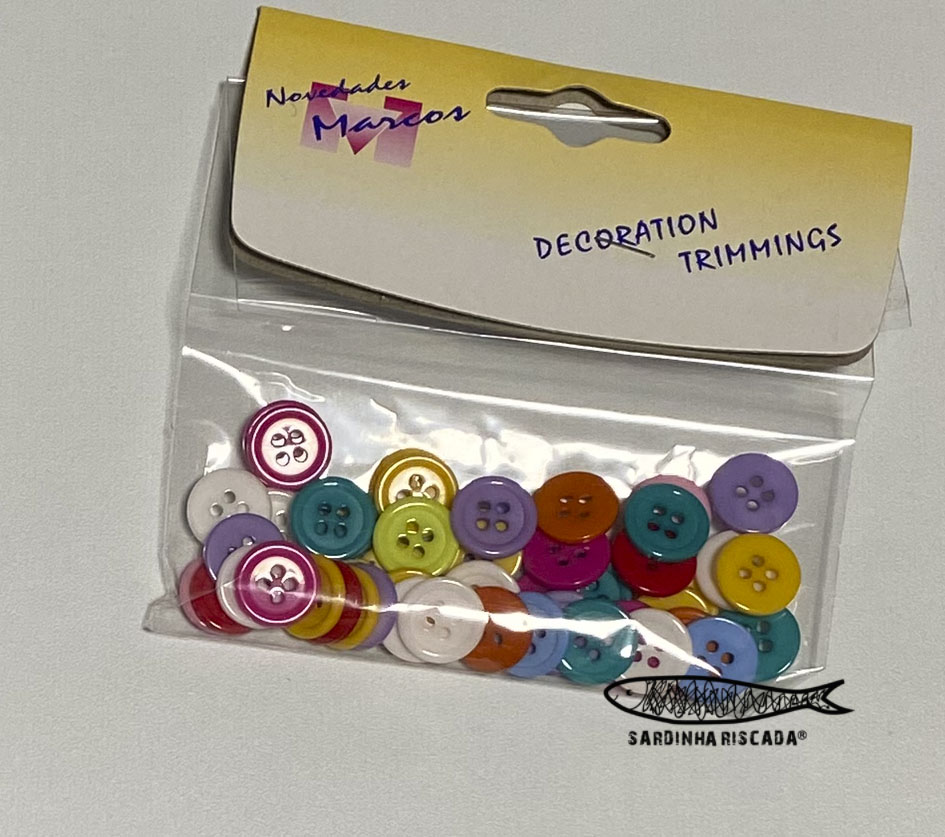 Novedades
Marcos
DECORATION
TRIMMINGS
SARDINHA RISCADA®